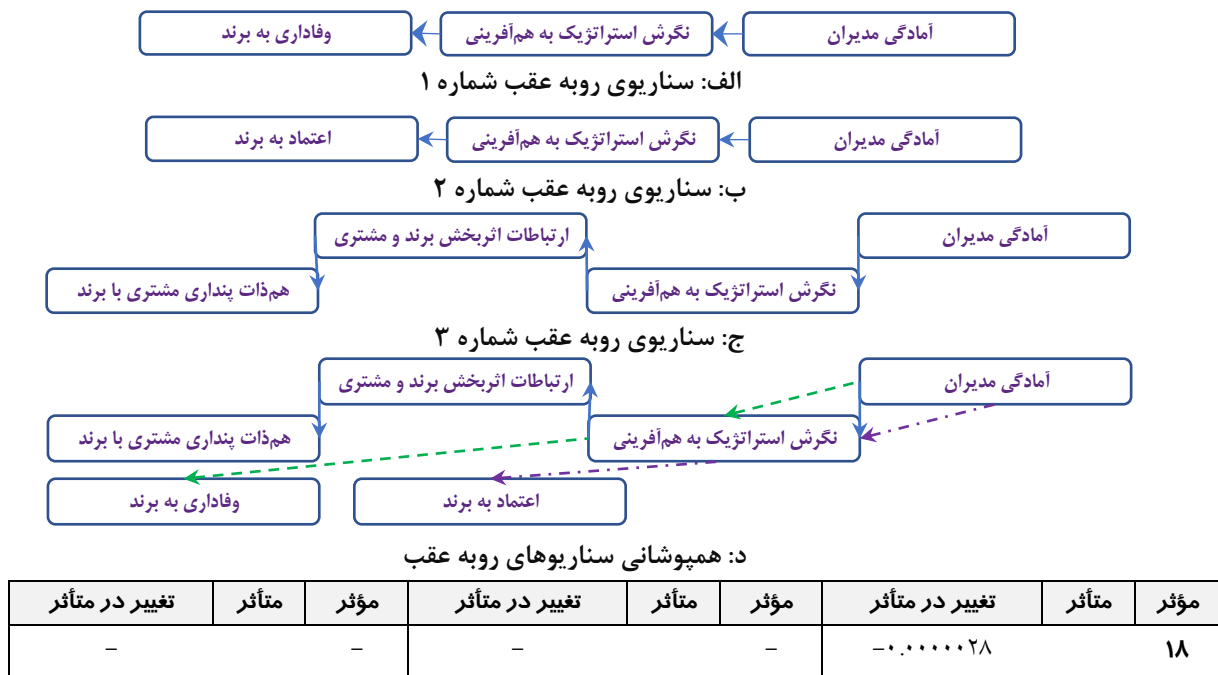 آمادگی مدیران نگرش استراتژیک به هم‌آفرینی وفاداری به برند
الف: سناریوی روبه عقب شماره ۱
آمادگی مدیران نگرش استراتژیک به هم‌آفرینی اعتماد به برند
ب: سناریوی روبه عقب شماره ۲
آمادگی مدیران ارتباطات اثربخش برند و مشتری
نگرش استراتژیک به هم‌آفرینی هم‌ذات پنداری مشتری با برند
ج: سناریوی روبه عقب شماره ۳
آمادگی مدیران ارتباطات اثربخش برند و مشتری
نگرش استراتژیک به هم‌آفرینی هم‌ذات پنداری مشتری با برند
اعتماد به برند وفاداری به برند
د: همپوشانی سناریوهای روبه عقب
مؤثر متأثر تغییر در متأثر مؤثر متأثر تغییر در متأثر مؤثر متأثر تغییر در متأثر
۱۸ −۰.۰۰۰۰۰۲۸ – – – –